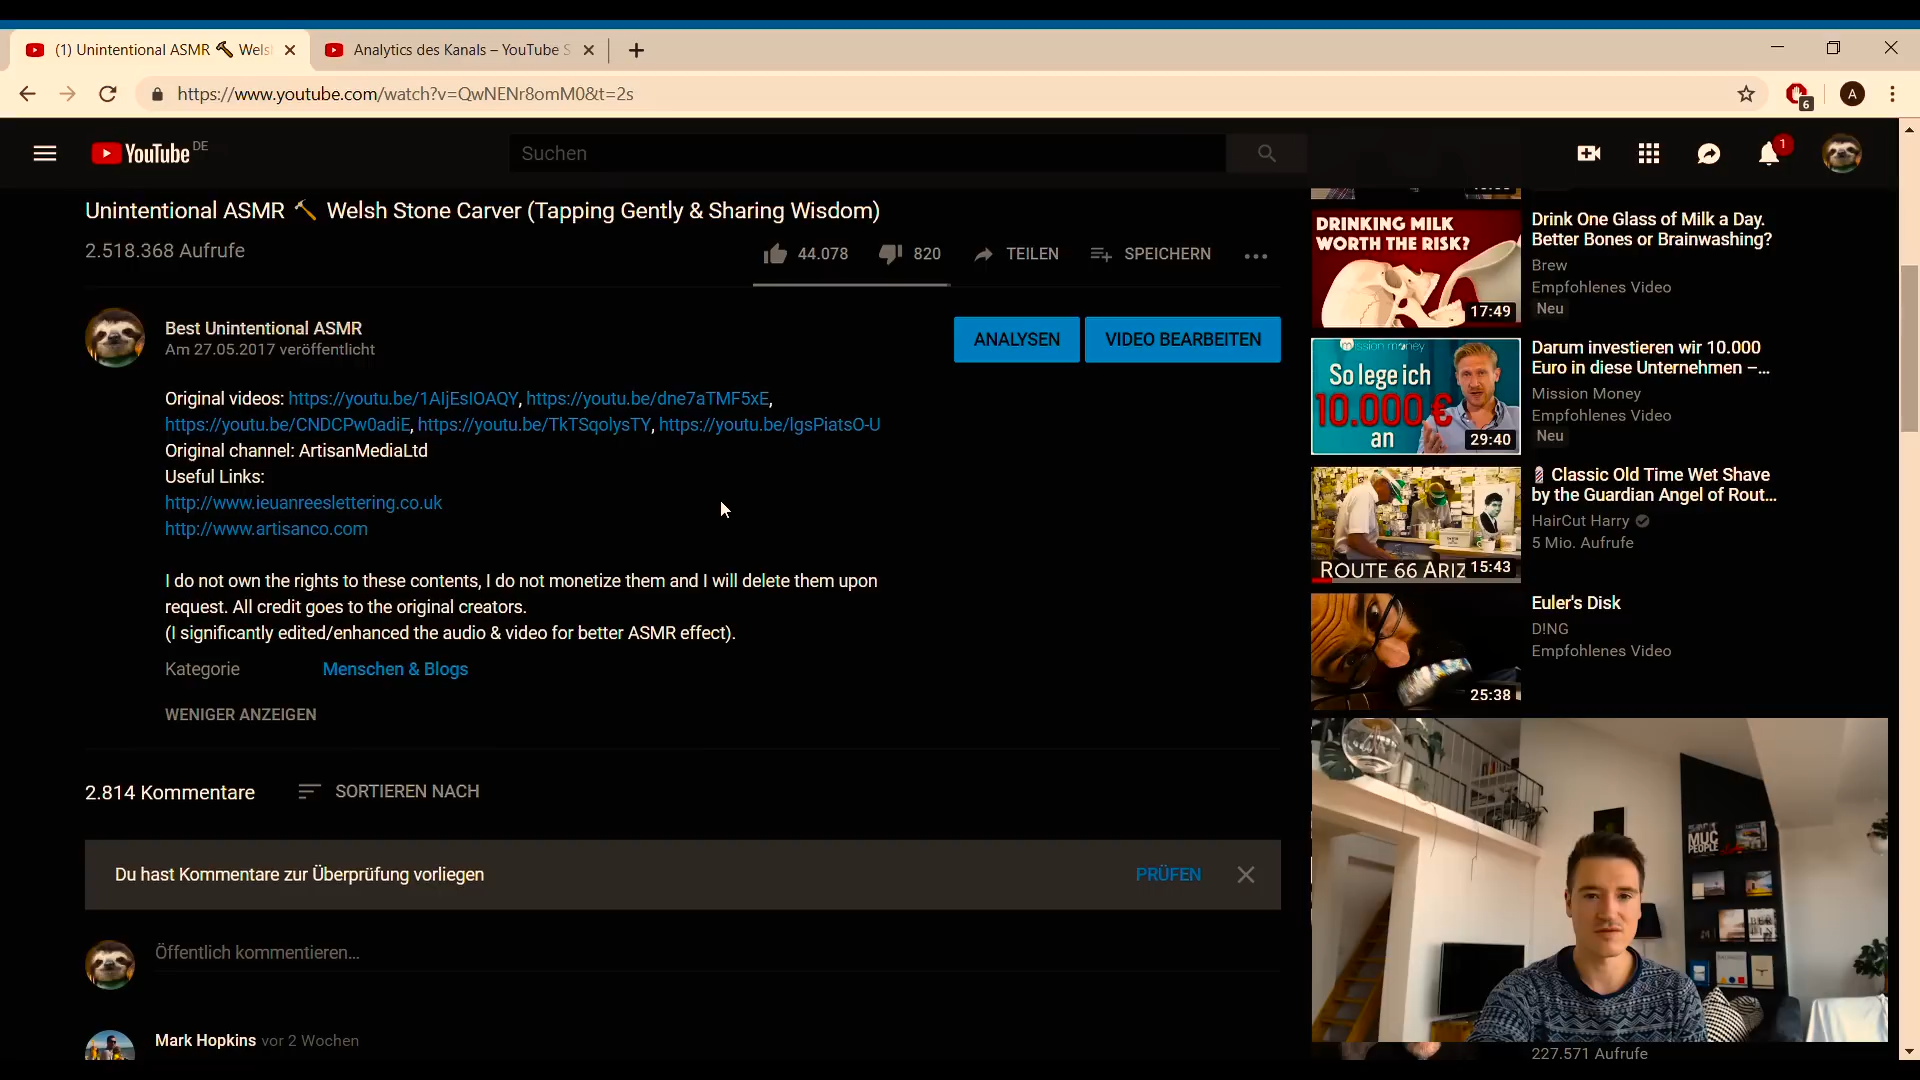 (1) Unintentional ASMR 🔨 Wels
Analytics des Kanals – YouTube S
https://www.youtube.com/watch?v=QwNENr8omM0&t=2s
6
A
YouTube DE
Suchen
1
Unintentional ASMR 🔨 Welsh Stone Carver (Tapping Gently & Sharing Wisdom)
2.518.368 Aufrufe
44.078
820
TEILEN
SPEICHERN
Best Unintentional ASMR
Am 27.05.2017 veröffentlicht
ANALYSEN
VIDEO BEARBEITEN
Original videos: https://youtu.be/1AIjEsIOAQY, https://youtu.be/dne7aTMF5xE,
https://youtu.be/CNDCPw0adiE, https://youtu.be/TkTSqolysTY, https://youtu.be/IgsPiatsO-U
Original channel: ArtisanMediaLtd
Useful Links:
http://www.ieuanreeslettering.co.uk
http://www.artisanco.com
I do not own the rights to these contents, I do not monetize them and I will delete them upon
request. All credit goes to the original creators.
(I significantly edited/enhanced the audio & video for better ASMR effect).
Kategorie
Menschen & Blogs
WENIGER ANZEIGEN
2.814 Kommentare
SORTIEREN NACH
Du hast Kommentare zur Überprüfung vorliegen
PRÜFEN
Öffentlich kommentieren...
Mark Hopkins vor 2 Wochen
DRINKING MILK
WORTH THE RISK?
17:49
Drink One Glass of Milk a Day.
Better Bones or Brainwashing?
Brew
Empfohlenes Video
Neu
mission money
So lege ich
10.000 €
an
29:40
Darum investieren wir 10.000
Euro in diese Unternehmen –...
Mission Money
Empfohlenes Video
Neu
ROUTE 66 ARIZ
15:43
💈 Classic Old Time Wet Shave
by the Guardian Angel of Rout...
HairCut Harry
5 Mio. Aufrufe
25:38
Euler's Disk
D!NG
Empfohlenes Video
MUC
PEOPLE
227.571 Aufrufe